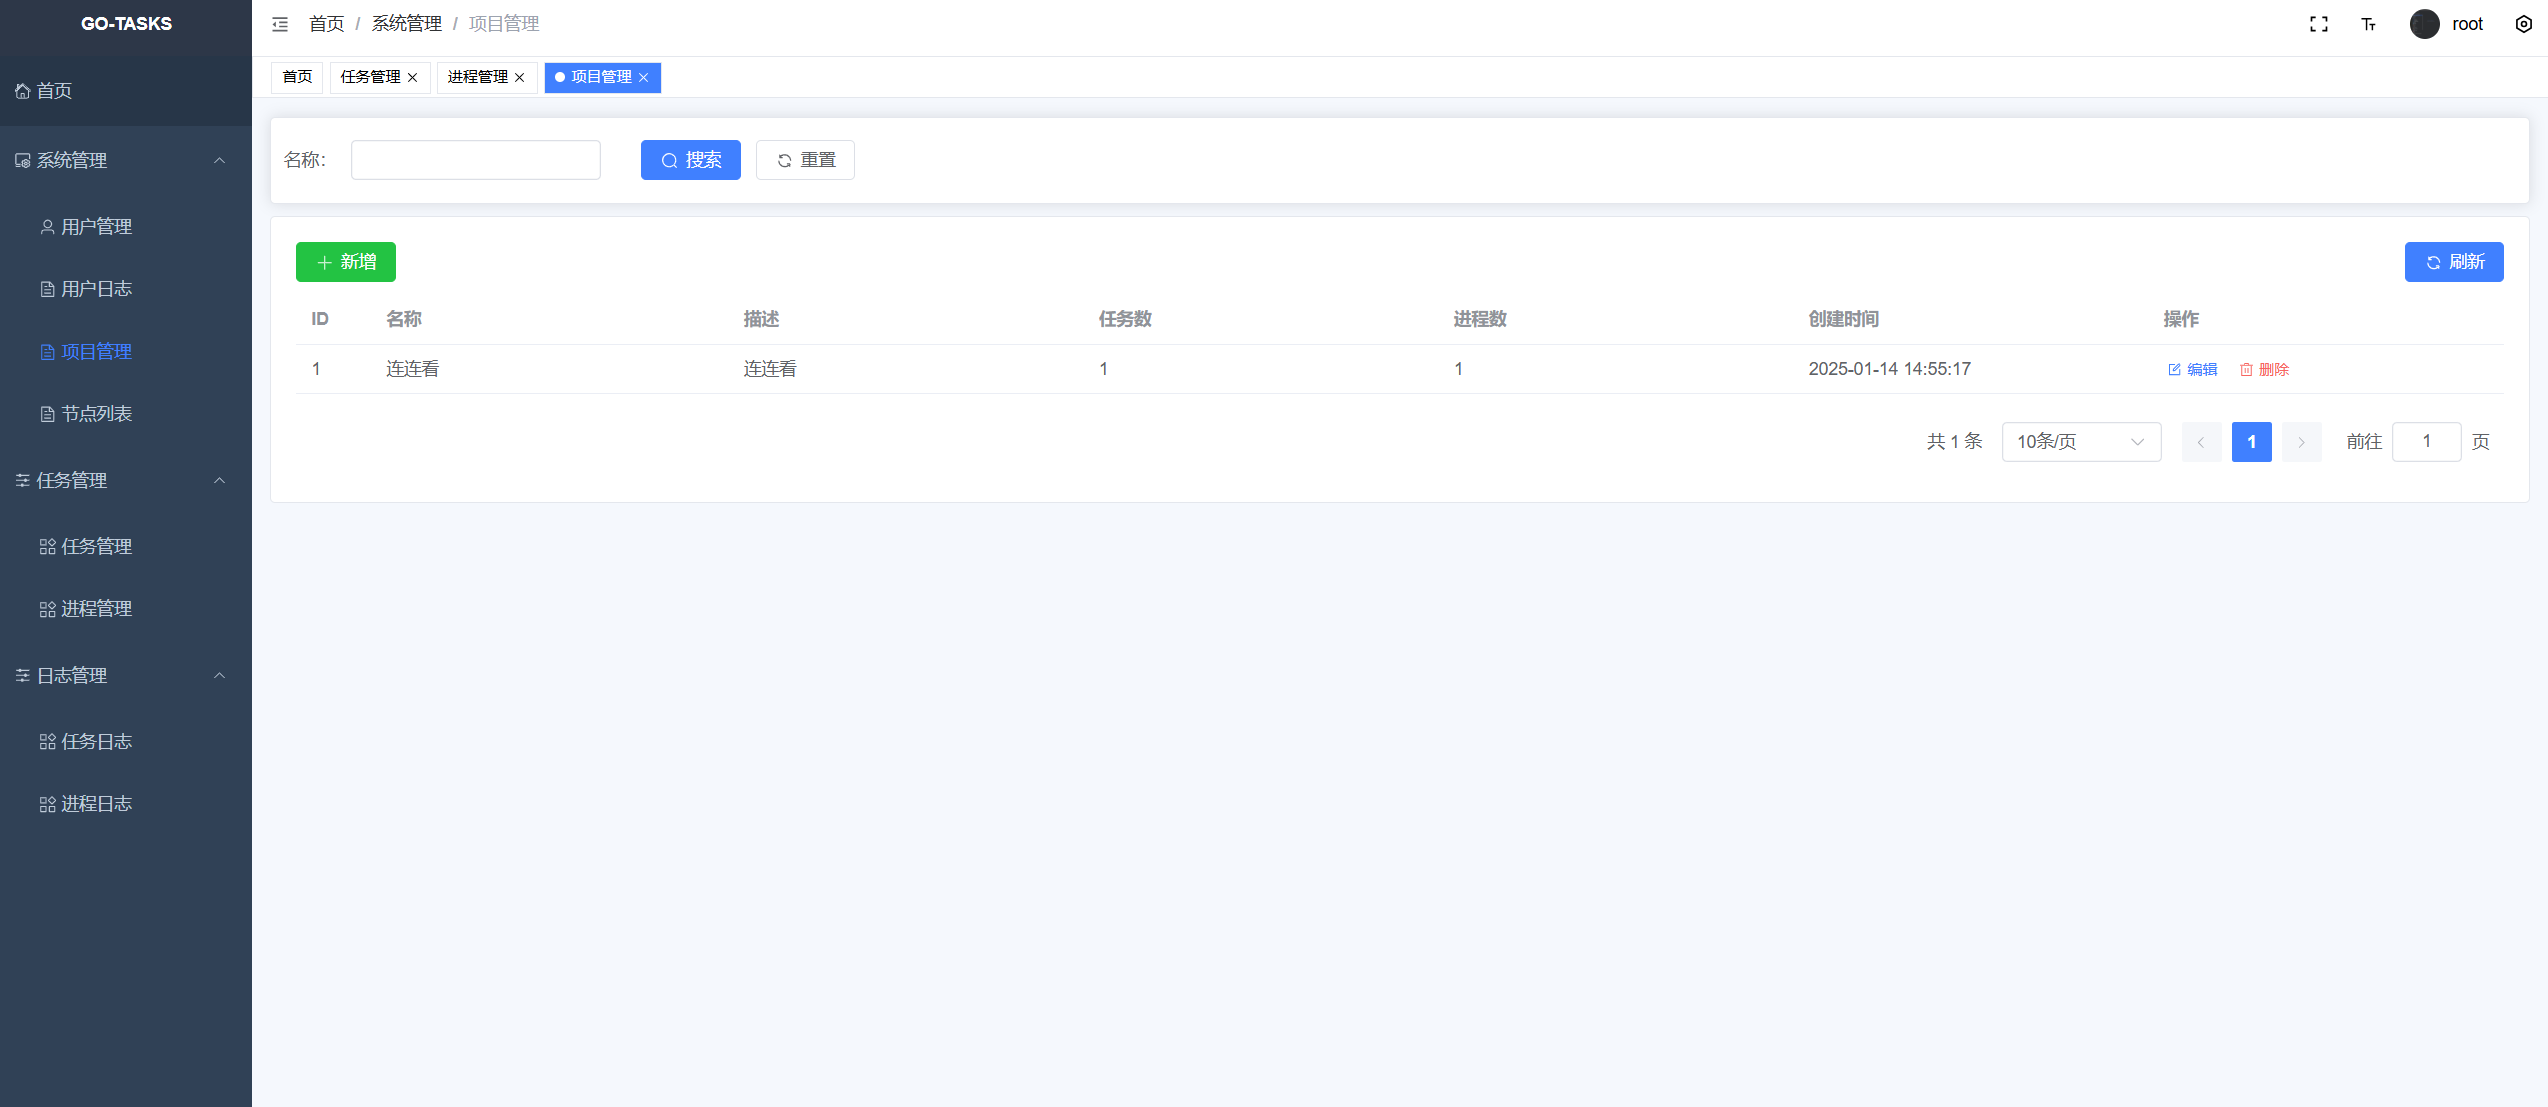 GO-TASKS
首页
系统管理
用户管理
用户日志
项目管理
节点列表
任务管理
任务管理
进程管理
日志管理
任务日志
进程日志
首页 / 系统管理 / 项目管理
root
首页 任务管理 进程管理 项目管理
名称: 搜索 重置
新增 刷新
ID 名称 描述 任务数 进程数 创建时间 操作
1 连连看 连连看 1 1 2025-01-14 14:55:17 编辑 删除
共 1 条 10条/页 1 前往 1 页